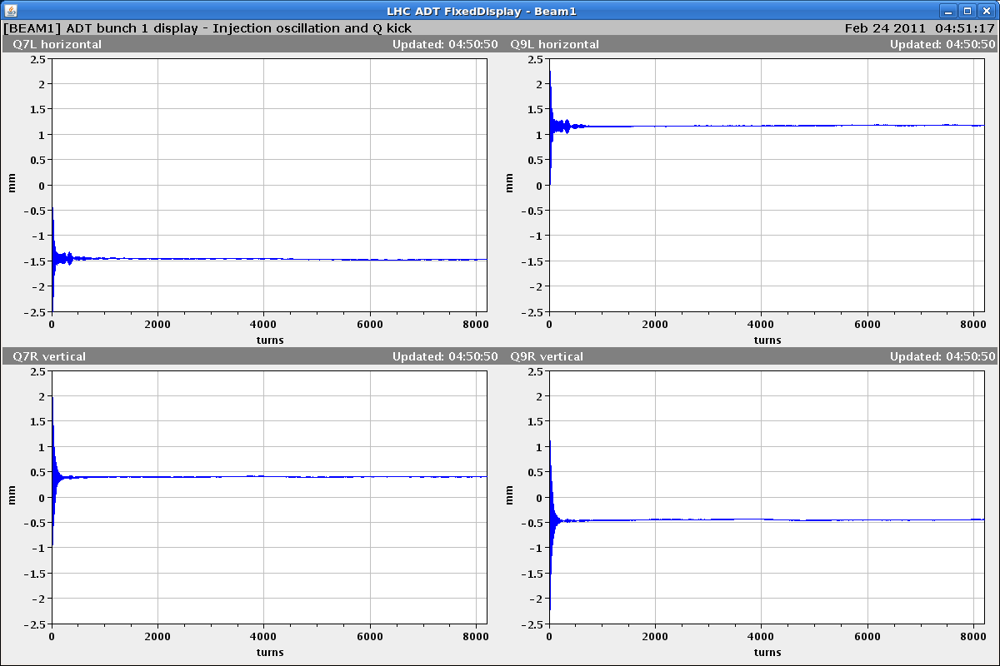 LHC ADT FixedDisplay - Beam1
[BEAM1] ADT bunch 1 display - Injection oscillation and Q kick Feb 24 2011 04:51:17
Q7L horizontal Updated: 04:50:50
2.5
2
1.5
1
0.5
0
-0.5
-1
-1.5
-2
-2.5
mm
0 2000 4000 6000 8000
turns
Q9L horizontal Updated: 04:50:50
2.5
2
1.5
1
0.5
0
-0.5
-1
-1.5
-2
-2.5
mm
0 2000 4000 6000 8000
turns
Q7R vertical Updated: 04:50:50
2.5
2
1.5
1
0.5
0
-0.5
-1
-1.5
-2
-2.5
mm
0 2000 4000 6000 8000
turns
Q9R vertical Updated: 04:50:50
2.5
2
1.5
1
0.5
0
-0.5
-1
-1.5
-2
-2.5
mm
0 2000 4000 6000 8000
turns